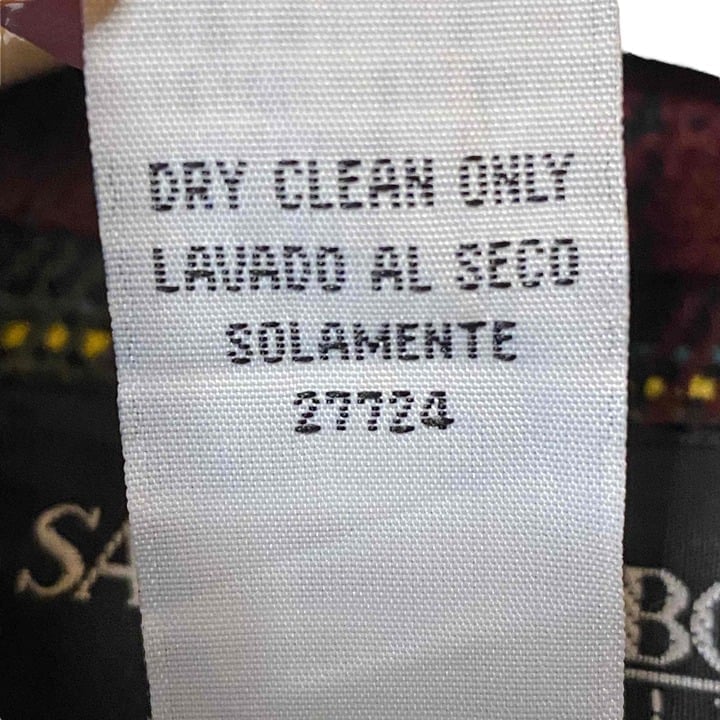 DRY CLEAN ONLY
LAVADO AL SECO
SOLAMENTE
27724